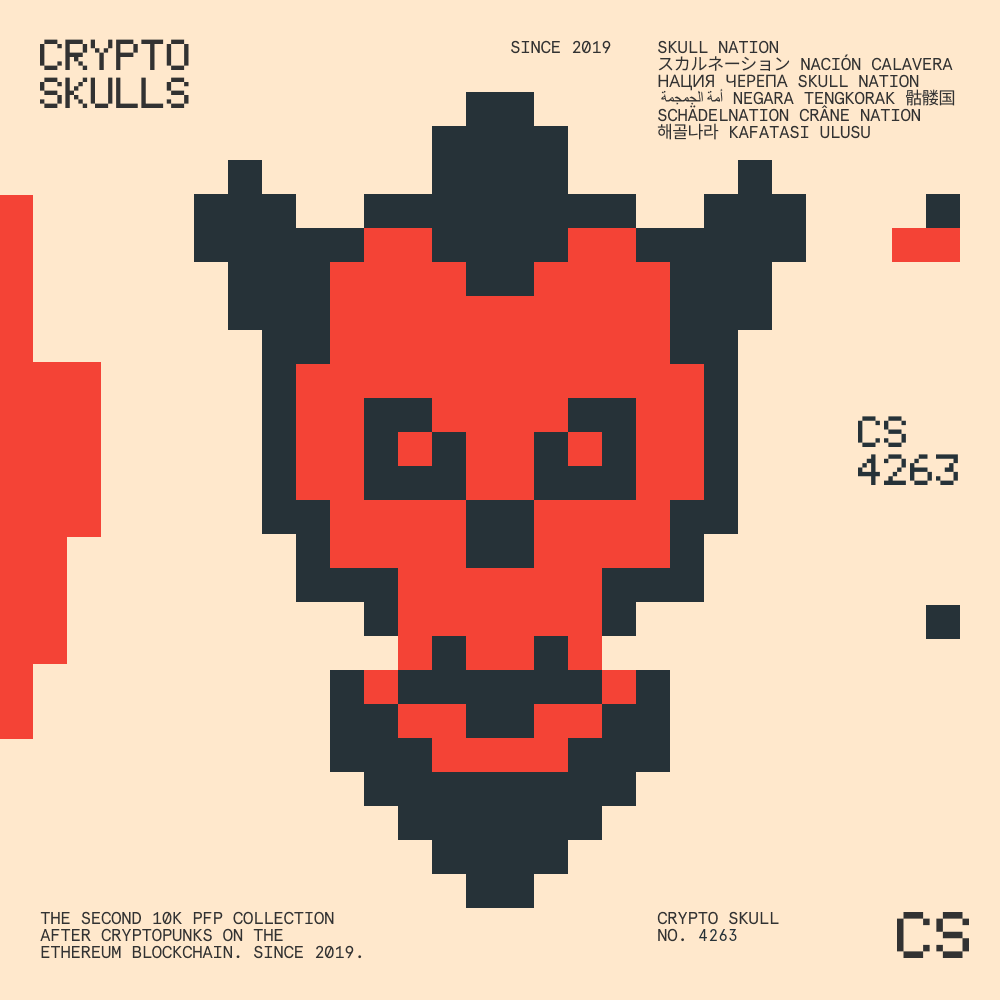 CRYPTO
SKULLS
SINCE 2019
SKULL NATION
スカルネーション NACIÓN CALAVERA
НАЦИЯ ЧЕРЕПА SKULL NATION
أمة الجمجمة NEGARA TENGKORAK 骷髅国
SCHÄDELNATION CRÂNE NATION
해골나라 KAFATASI ULUSU
CS
4263
THE SECOND 10K PFP COLLECTION
AFTER CRYPTOPUNKS ON THE
ETHEREUM BLOCKCHAIN. SINCE 2019.
CRYPTO SKULL
NO. 4263
CS